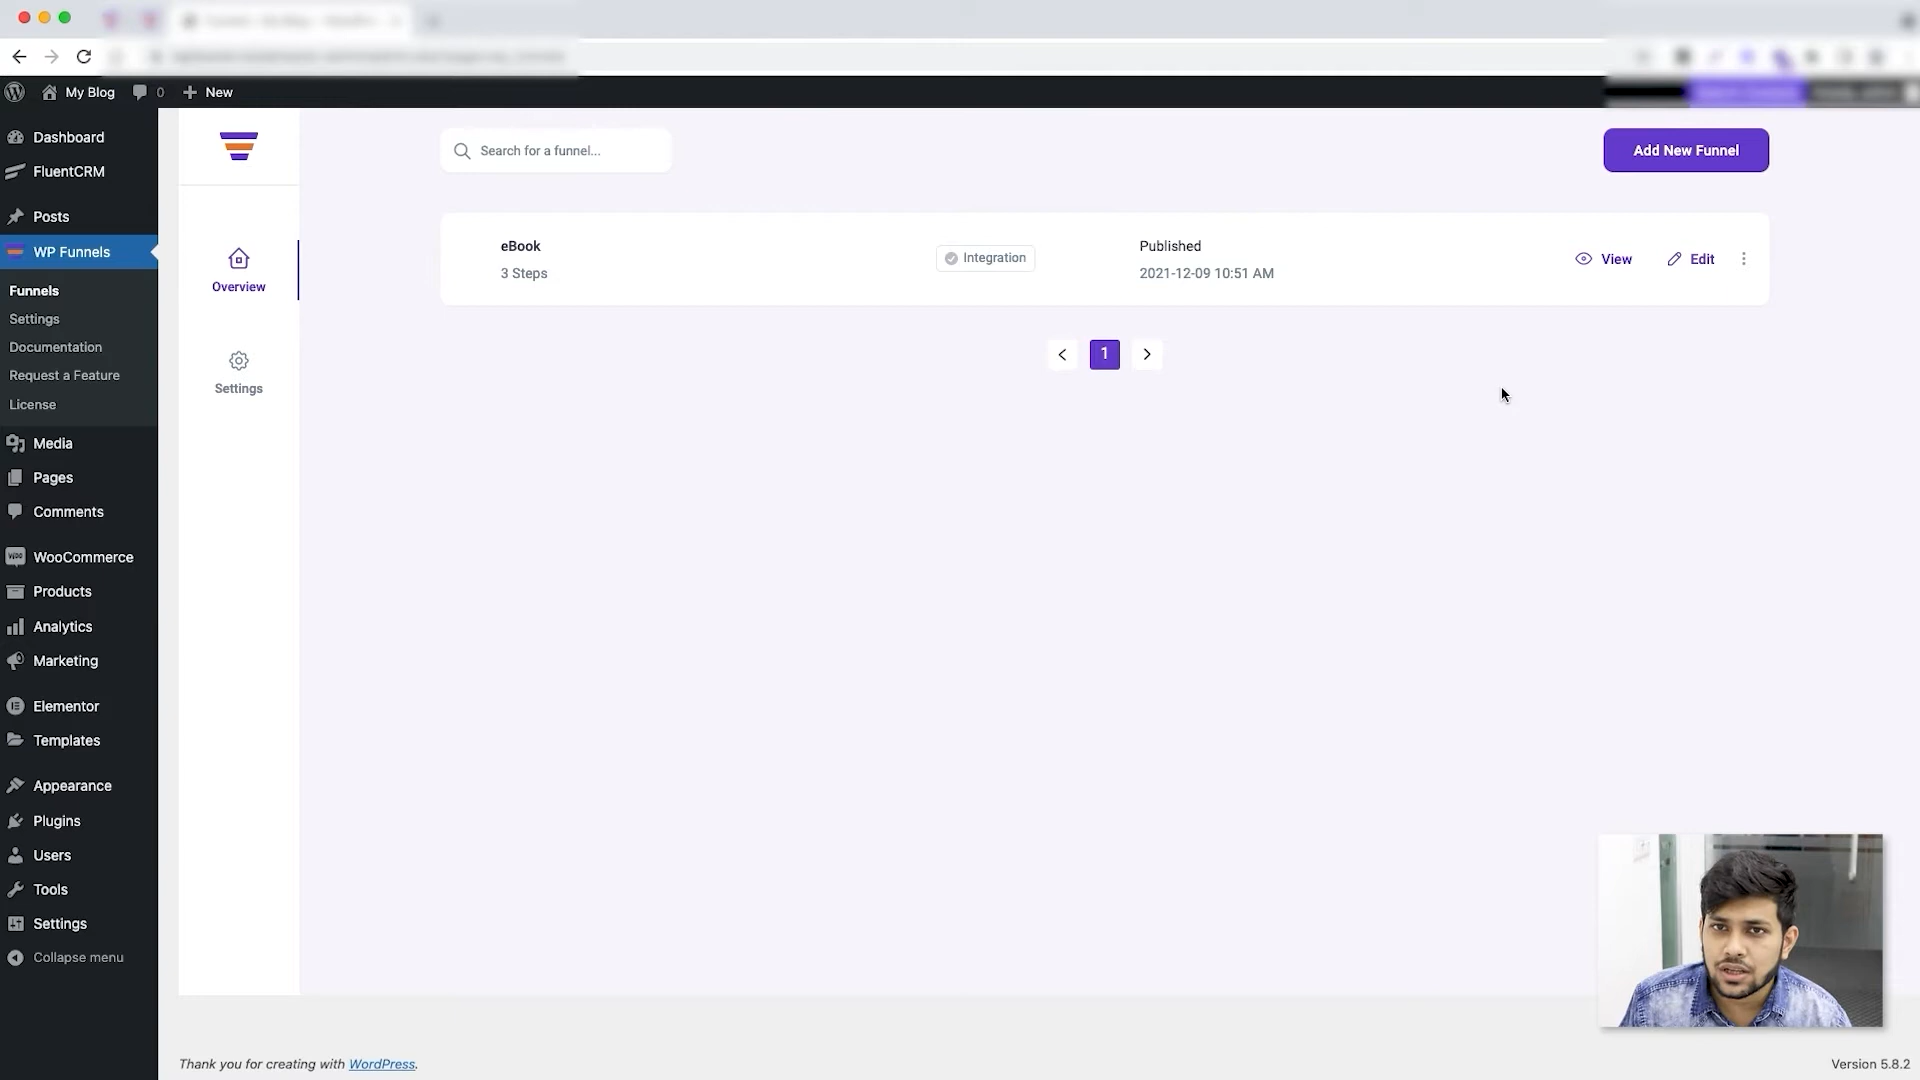 My Blog
0
New
Dashboard
FluentCRM
Posts
WP Funnels
Funnels
Settings
Documentation
Request a Feature
License
Media
Pages
Comments
WooCommerce
Products
Analytics
Marketing
Elementor
Templates
Appearance
Plugins
Users
Tools
Settings
Collapse menu
Overview
Settings
Search for a funnel...
Add New Funnel
eBook
3 Steps
Integration
Published
2021-12-09 10:51 AM
View
Edit
1
Thank you for creating with WordPress.
Version 5.8.2